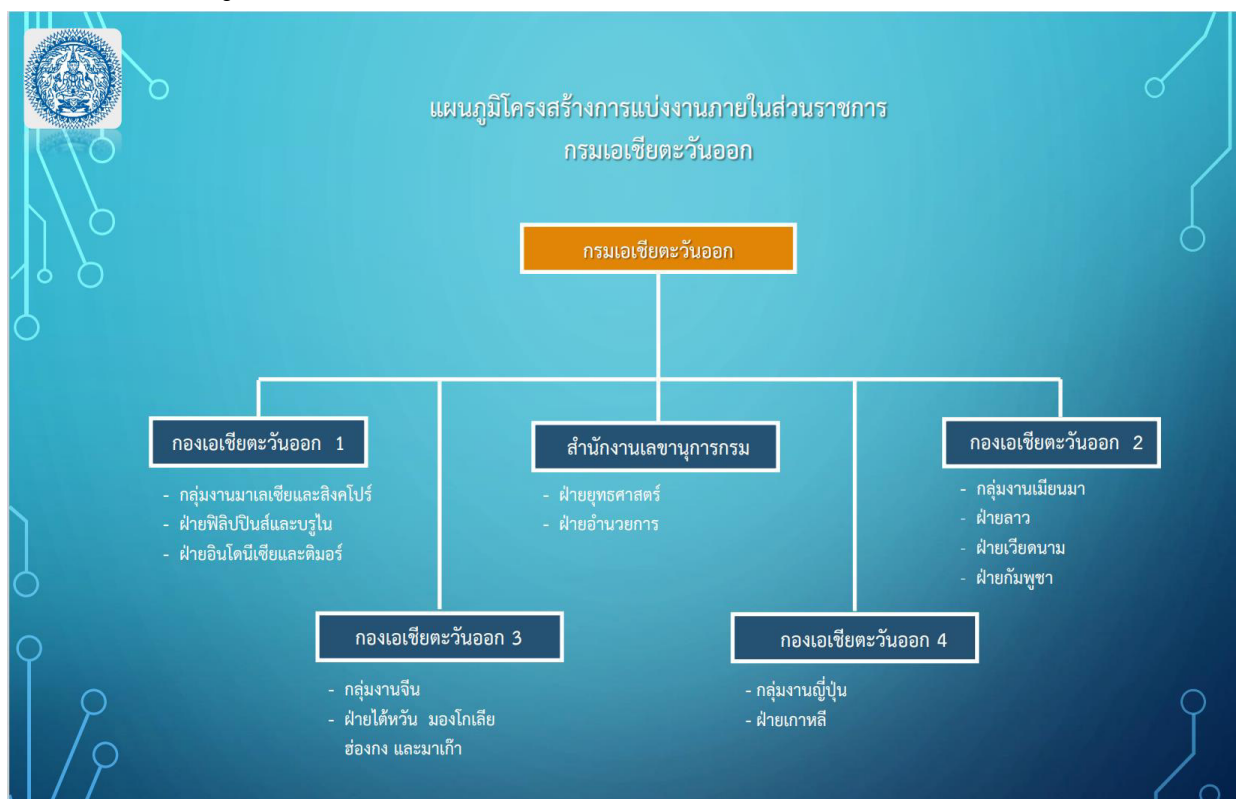 แผนภูมิโครงสร้างการแบ่งงานภายในส่วนราชการ
กรมเอเชียตะวันออก
กรมเอเชียตะวันออก
กองเอเชียตะวันออก 1
- กลุ่มงานมาเลเซียและสิงคโปร์
- ฝ่ายฟิลิปปินส์และบรูไน
- ฝ่ายอินโดนีเซียและติมอร์
สำนักงานเลขานุการกรม
- ฝ่ายยุทธศาสตร์
- ฝ่ายอำนวยการ
กองเอเชียตะวันออก 2
- กลุ่มงานเมียนมา
- ฝ่ายลาว
- ฝ่ายเวียดนาม
- ฝ่ายกัมพูชา
กองเอเชียตะวันออก 3
- กลุ่มงานจีน
- ฝ่ายไต้หวัน มองโกเลีย
ฮ่องกง และมาเก๊า
กองเอเชียตะวันออก 4
- กลุ่มงานญี่ปุ่น
- ฝ่ายเกาหลี